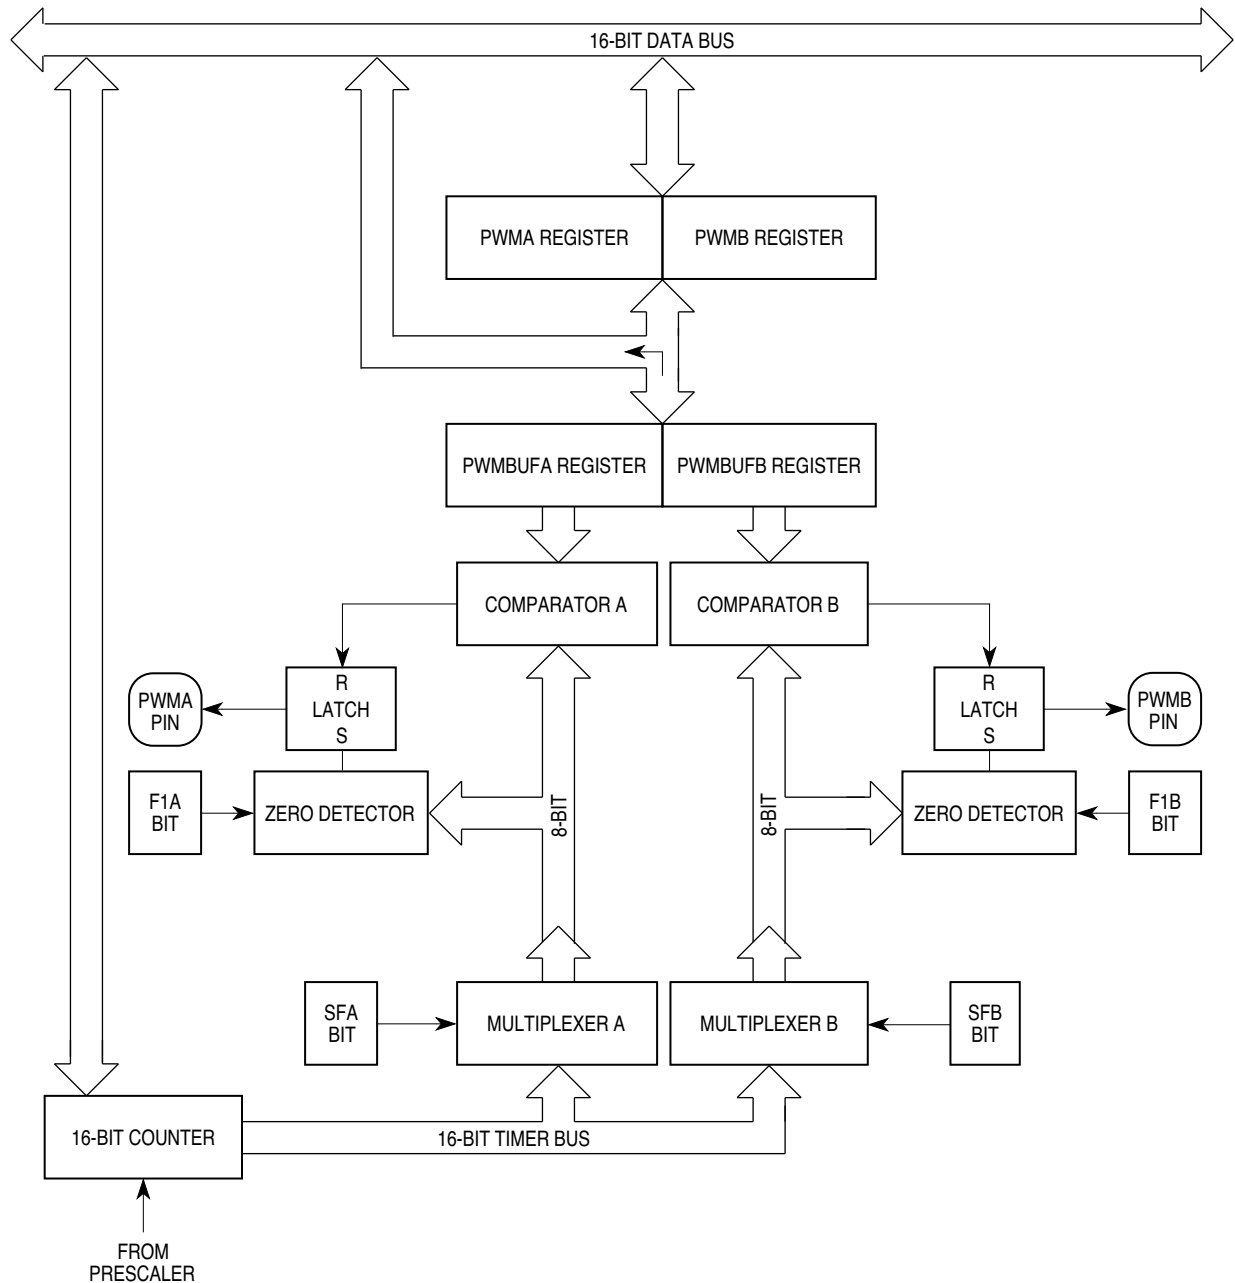 16-BIT DATA BUS
PWMA REGISTER
PWMB REGISTER
PWMBUFA REGISTER
PWMBUFB REGISTER
COMPARATOR A
COMPARATOR B
R
LATCH
S
R
LATCH
S
PWMA
PIN
PWMB
PIN
F1A
BIT
ZERO DETECTOR
8-BIT
8-BIT
ZERO DETECTOR
F1B
BIT
SFA
BIT
MULTIPLEXER A
MULTIPLEXER B
SFB
BIT
16-BIT COUNTER
16-BIT TIMER BUS
FROM
PRESCALER